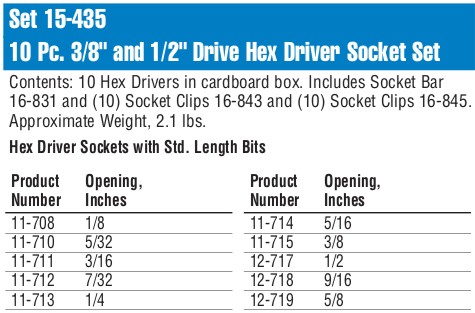 Set 15-435
10 Pc. 3/8" and 1/2" Drive Hex Driver Socket Set
Contents: 10 Hex Drivers in cardboard box. Includes Socket Bar
16-831 and (10) Socket Clips 16-843 and (10) Socket Clips 16-845.
Approximate Weight, 2.1 lbs.
Hex Driver Sockets with Std. Length Bits
Product Number Opening, Inches
11-708 1/8
11-710 5/32
11-711 3/16
11-712 7/32
11-713 1/4
Product Number Opening, Inches
11-714 5/16
11-715 3/8
12-717 1/2
12-718 9/16
12-719 5/8